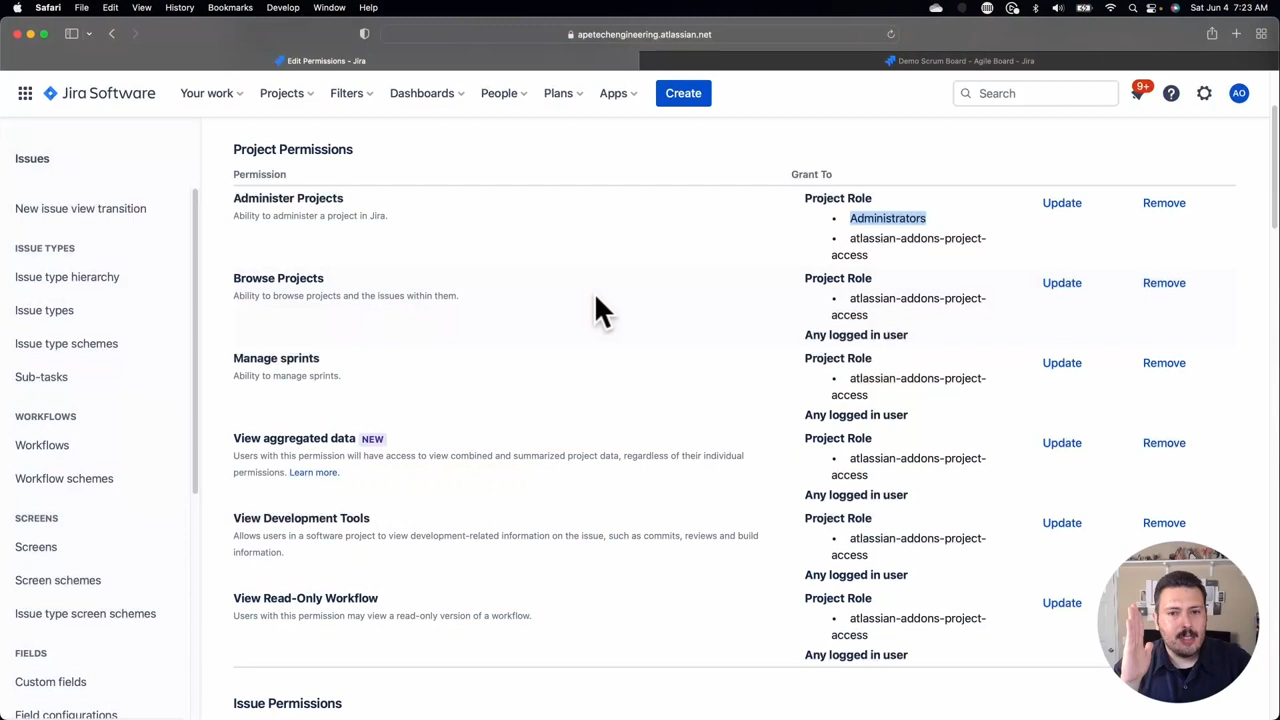 Safari File Edit View History Bookmarks Develop Window Help
Sat Jun 4 7:23 AM
apetechengineering.atlassian.net
Edit Permissions - Jira
Demo Scrum Board - Agile Board - Jira
Jira Software
Your work
Projects
Filters
Dashboards
People
Plans
Apps
Create
Search
9+
AO
Issues
New issue view transition
ISSUE TYPES
Issue type hierarchy
Issue types
Issue type schemes
Sub-tasks
WORKFLOWS
Workflows
Workflow schemes
SCREENS
Screens
Screen schemes
Issue type screen schemes
FIELDS
Custom fields
Field configurations
Project Permissions
Permission
Grant To
Administer Projects
Ability to administer a project in Jira.
Project Role
• Administrators
• atlassian-addons-project-
access
Update
Remove
Browse Projects
Ability to browse projects and the issues within them.
Project Role
• atlassian-addons-project-
access
Any logged in user
Update
Remove
Manage sprints
Ability to manage sprints.
Project Role
• atlassian-addons-project-
access
Any logged in user
Update
Remove
View aggregated data NEW
Users with this permission will have access to view combined and summarized project data, regardless of their individual
permissions. Learn more.
Project Role
• atlassian-addons-project-
access
Any logged in user
Update
Remove
View Development Tools
Allows users in a software project to view development-related information on the issue, such as commits, reviews and build
information.
Project Role
• atlassian-addons-project-
access
Any logged in user
Update
Remove
View Read-Only Workflow
Users with this permission may view a read-only version of a workflow.
Project Role
• atlassian-addons-project-
access
Any logged in user
Update
Issue Permissions